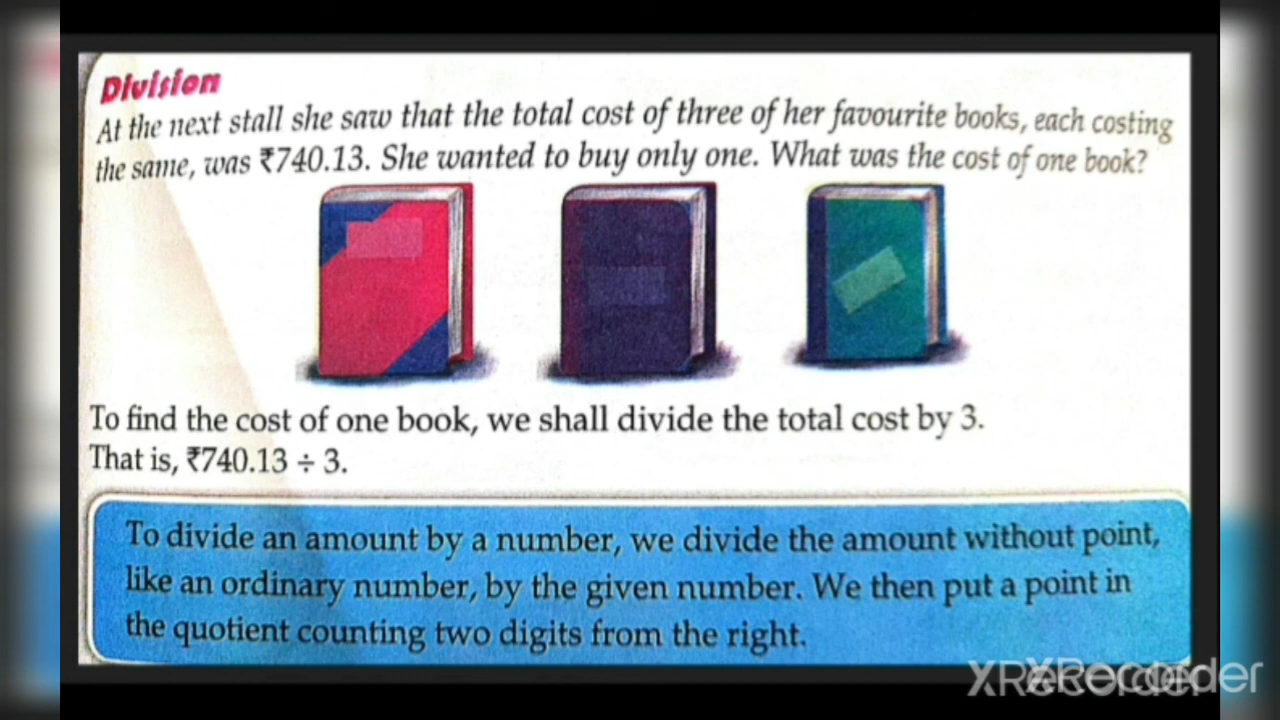 Division
At the next stall she saw that the total cost of three of her favourite books, each costing
the same, was ₹740.13. She wanted to buy only one. What was the cost of one book?
To find the cost of one book, we shall divide the total cost by 3.
That is, ₹740.13 ÷ 3.
To divide an amount by a number, we divide the amount without point,
like an ordinary number, by the given number. We then put a point in
the quotient counting two digits from the right.
XRecorder
XRecorder